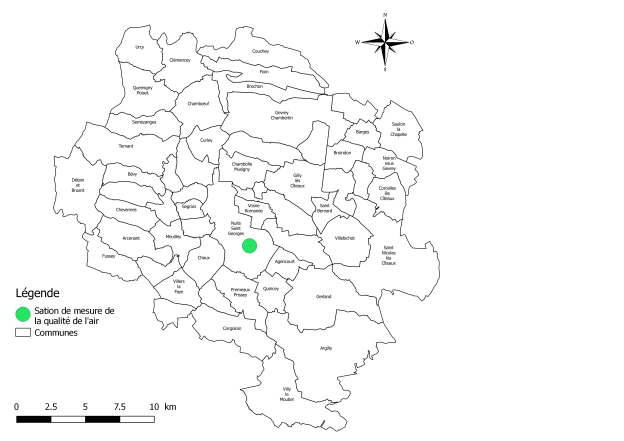 N
W
O
S
Urcy
Clémencey
Couchey
Fixin
Brochon
Quemigny
Poisot
Chambœuf
Gevrey
Chambertin
Semezanges
Saulon
la
Chapelle
Barges
Ternant
Curley
Broindon
Noiron
sous
Gevrey
Chambolle
Musigny
Gilly
lès
Cîteaux
Détain
et
Bruant
Bévy
Corcelles
lès
Cîteaux
Chevannes
Segrois
Vosne
Romanée
Saint
Bernard
Nuits
Saint
Georges
Arcenant
Meuilley
Villebichot
Saint
Nicolas
lès
Cîteaux
Fussey
Chaux
Agencourt
Villers
la
Faye
Premeaux
Prissey
Quincey
Gerland
Corgoloin
Argilly
Villy
le
Moutier
Légende
Sation de mesure de
la qualité de l'air
Communes
0 2.5 5 7.5 10 km